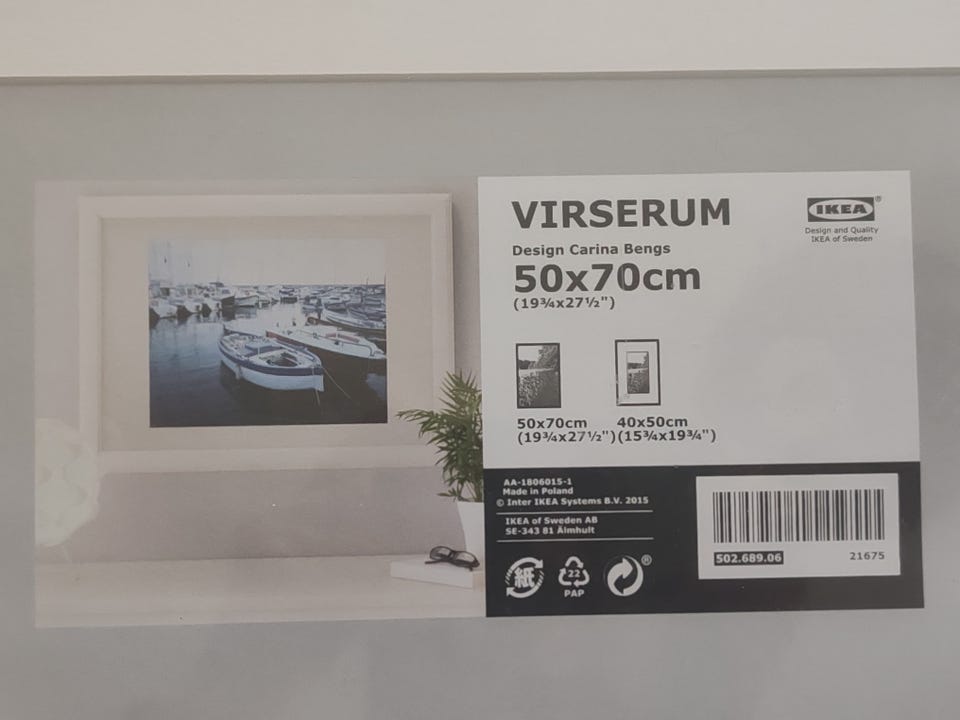 VIRSERUM
IKEA®
Design and Quality
IKEA of Sweden
Design Carina Bengs
50x70cm
(19¾x27½")
50x70cm
(19¾x27½")
40x50cm
(15¾x19¾")
AA-1806015-1
Made in Poland
© Inter IKEA Systems B.V. 2015
IKEA of Sweden AB
SE-343 81 Älmhult
紙
22
PAP
®
502.689.06
21675